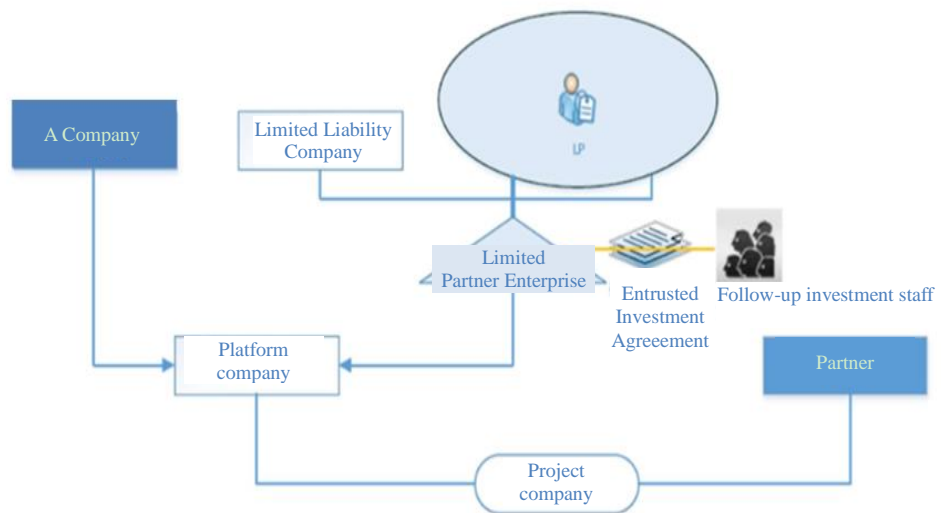 A Company
Limited Liability
Company
LP
Limited
Partner Enterprise
Entrusted
Investment
Agreeement
Follow-up investment staff
Platform
company
Partner
Project
company